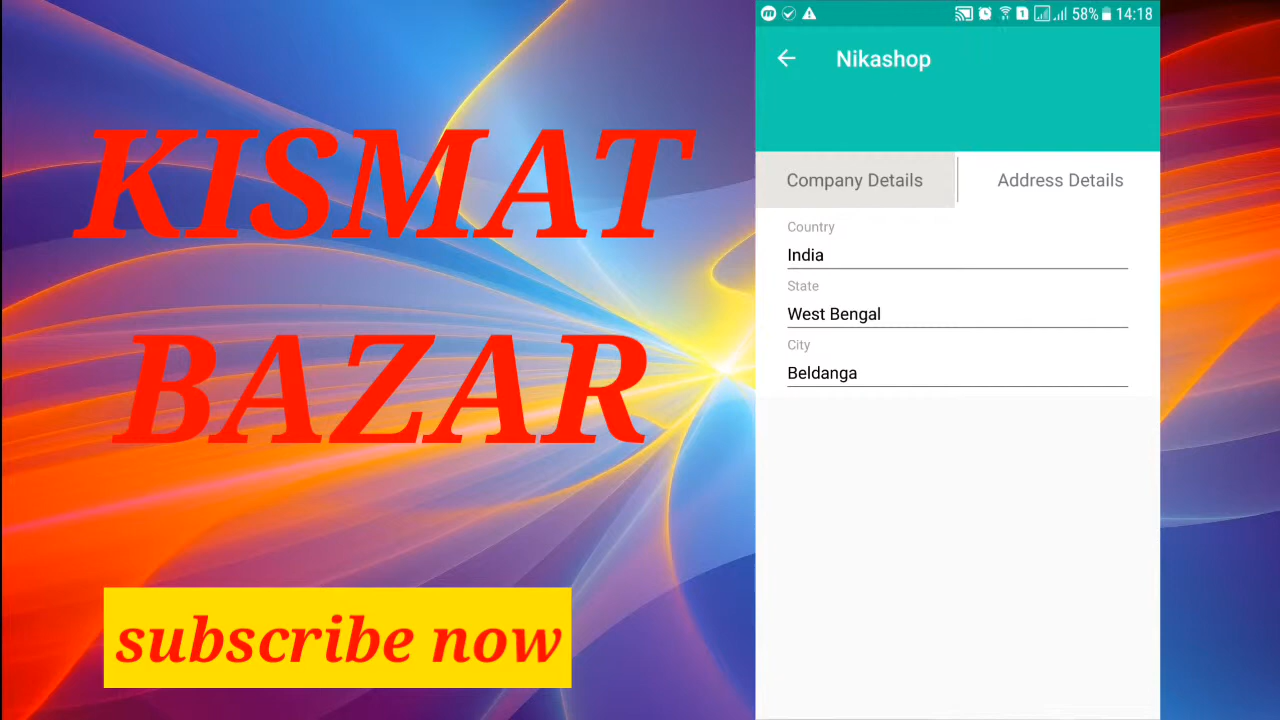 KISMAT
BAZAR
subscribe now
58% 14:18
Nikashop
Company Details
Address Details
Country
India
State
West Bengal
City
Beldanga